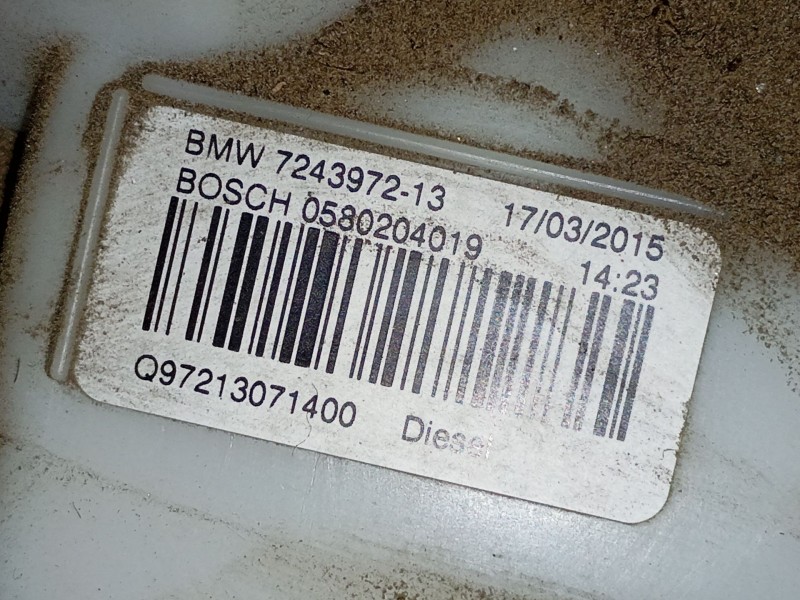 BMW 7243972-13 17/03/2015
BOSCH 0580204019 14:23
Q97213071400 Diesel